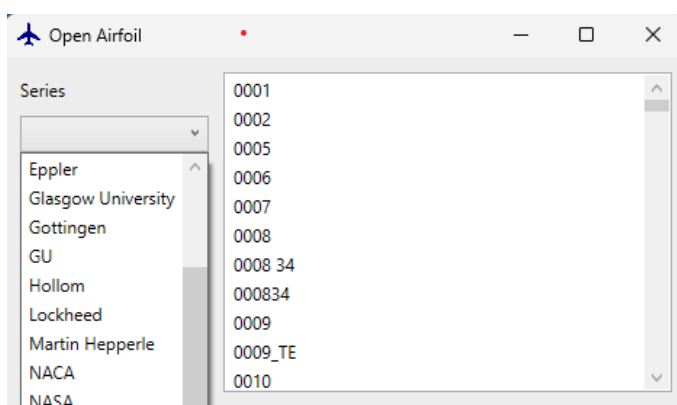 Open Airfoil
Series
Eppler
Glasgow University
Gottingen
GU
Hollom
Lockheed
Martin Hepperle
NACA
NASA
0001
0002
0005
0006
0007
0008
0008 34
000834
0009
0009_TE
0010